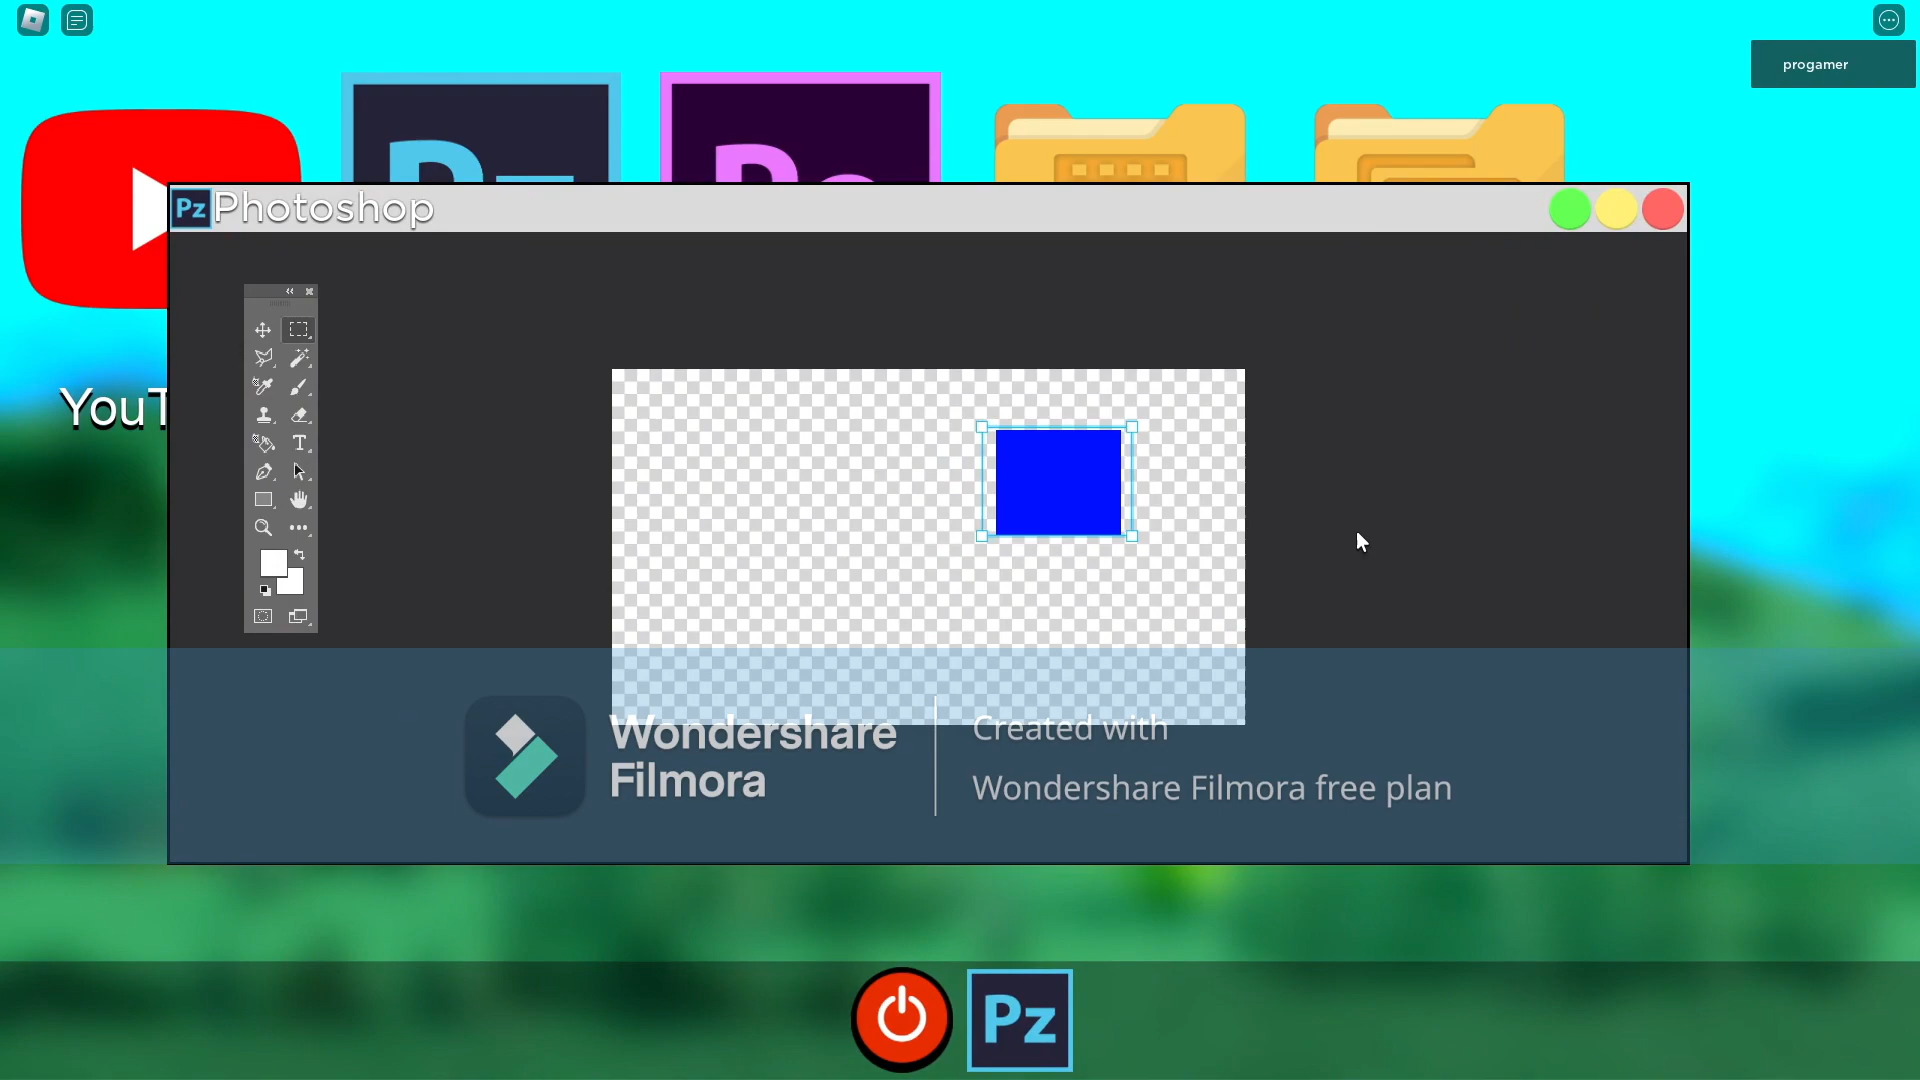 progamer
Pz Photoshop
YouT
T
Wondershare
Filmora
Created with
Wondershare Filmora free plan
Pz